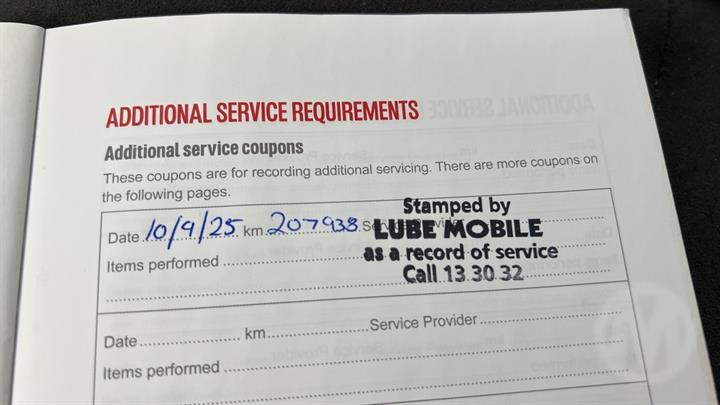 ADDITIONAL SERVICE REQUIREMENTS
Additional service coupons
These coupons are for recording additional servicing. There are more coupons on
the following pages.
Stamped by
Date 10/9/25 km 207938 Service Provider
LUBE MOBILE
Items performed
as a record of service
Call 13 30 32
Date km Service Provider
Items performed